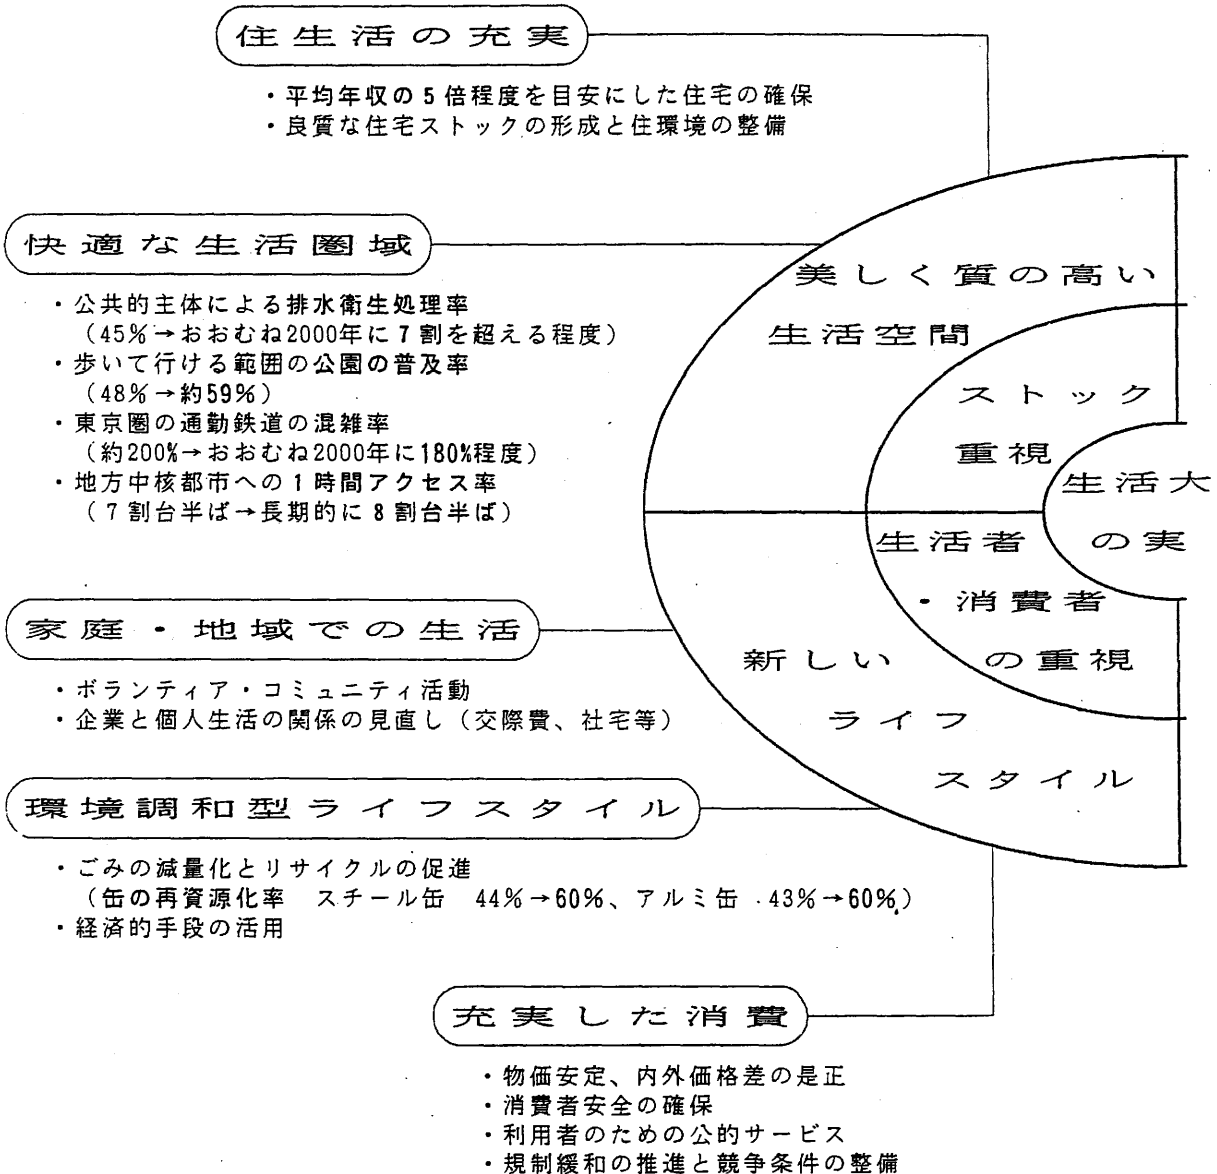 住生活の充実
・平均年収の5倍程度を目安にした住宅の確保
・良質な住宅ストックの形成と住環境の整備
快適な生活圏域
・公共的主体による排水衛生処理率
（45%→おおむね2000年に7割を超える程度）
・歩いて行ける範囲の公園の普及率
（48%→約59%）
・東京圏の通勤鉄道の混雑率
（約200%→おおむね2000年に180%程度）
・地方中核都市への1時間アクセス率
（7割台半ば→長期的に8割台半ば）
家庭・地域での生活
・ボランティア・コミュニティ活動
・企業と個人生活の関係の見直し（交際費、社宅等）
環境調和型ライフスタイル
・ごみの減量化とリサイクルの促進
（缶の再資源化率　スチール缶　44%→60%、アルミ缶　43%→60%）
・経済的手段の活用
充実した消費
・物価安定、内外価格差の是正
・消費者安全の確保
・利用者のための公的サービス
・規制緩和の推進と競争条件の整備
美しく質の高い
生活空間
ストック
重視
生活大
の実
生活者
・消費者
の重視
新しい
ライフ
スタイル